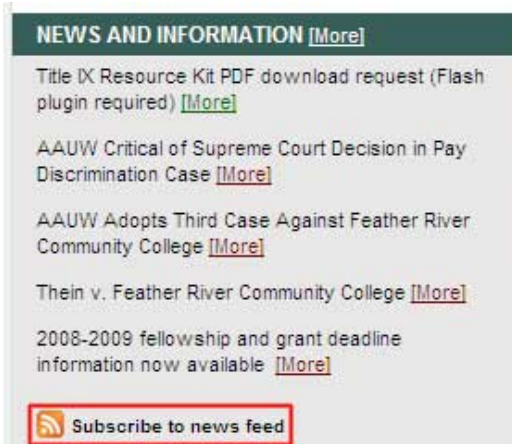 NEWS AND INFORMATION [More]
Title IX Resource Kit PDF download request (Flash
plugin required) [More]
AAUW Critical of Supreme Court Decision in Pay
Discrimination Case [More]
AAUW Adopts Third Case Against Feather River
Community College [More]
Thein v. Feather River Community College [More]
2008-2009 fellowship and grant deadline
information now available [More]
Subscribe to news feed